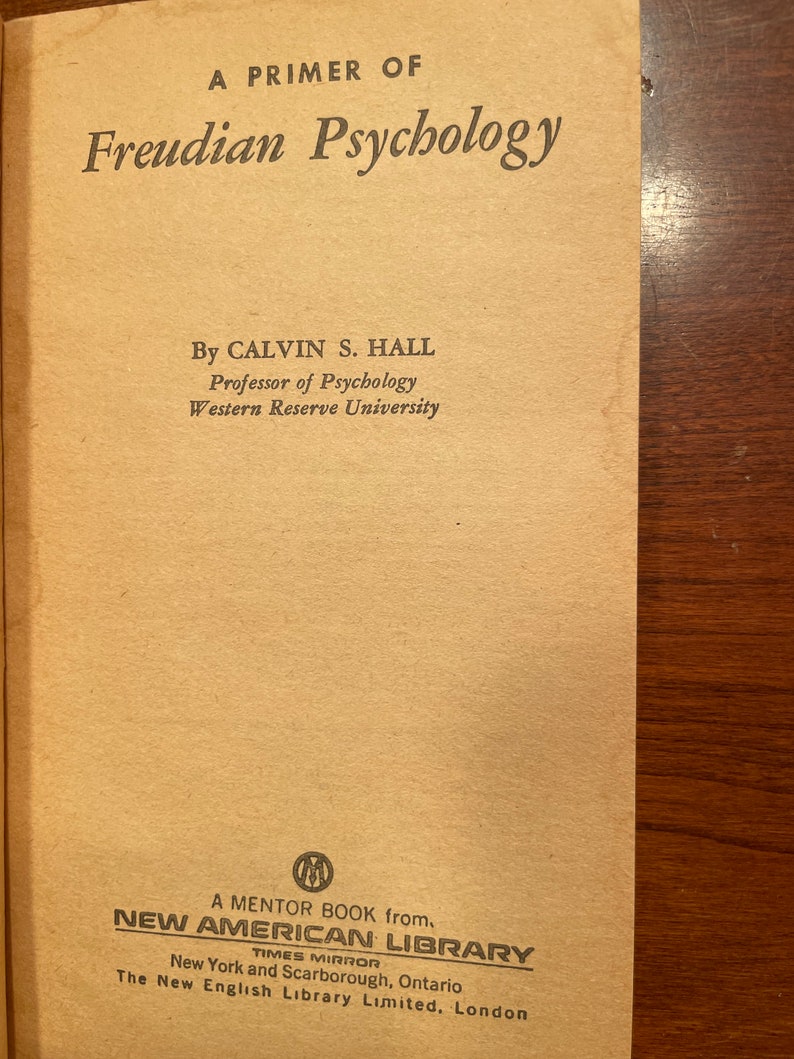 A PRIMER OF
Freudian Psychology
By CALVIN S. HALL
Professor of Psychology
Western Reserve University
M
A MENTOR BOOK from
NEW AMERICAN LIBRARY
TIMES MIRROR
New York and Scarborough, Ontario
The New English Library Limited, London